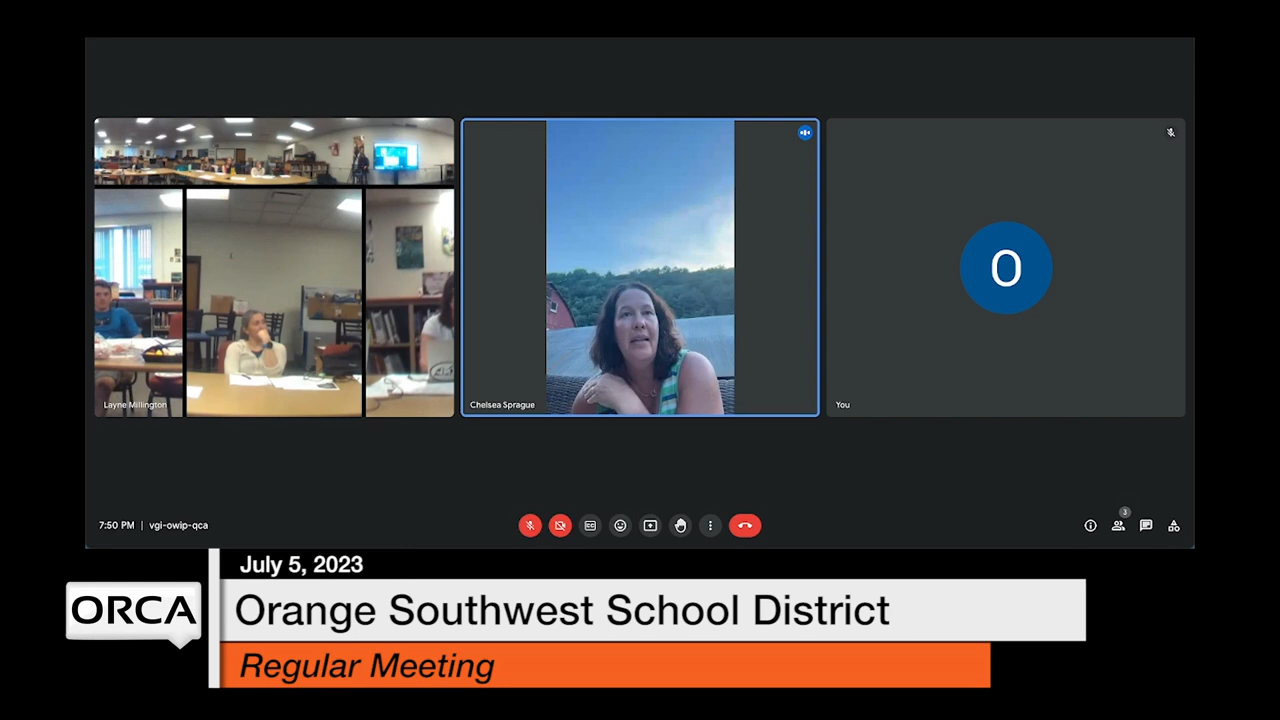 Layne Millington
Chelsea Sprague
O
You
7:50 PM | vgi-owip-qca
3
July 5, 2023
ORCA
Orange Southwest School District
Regular Meeting